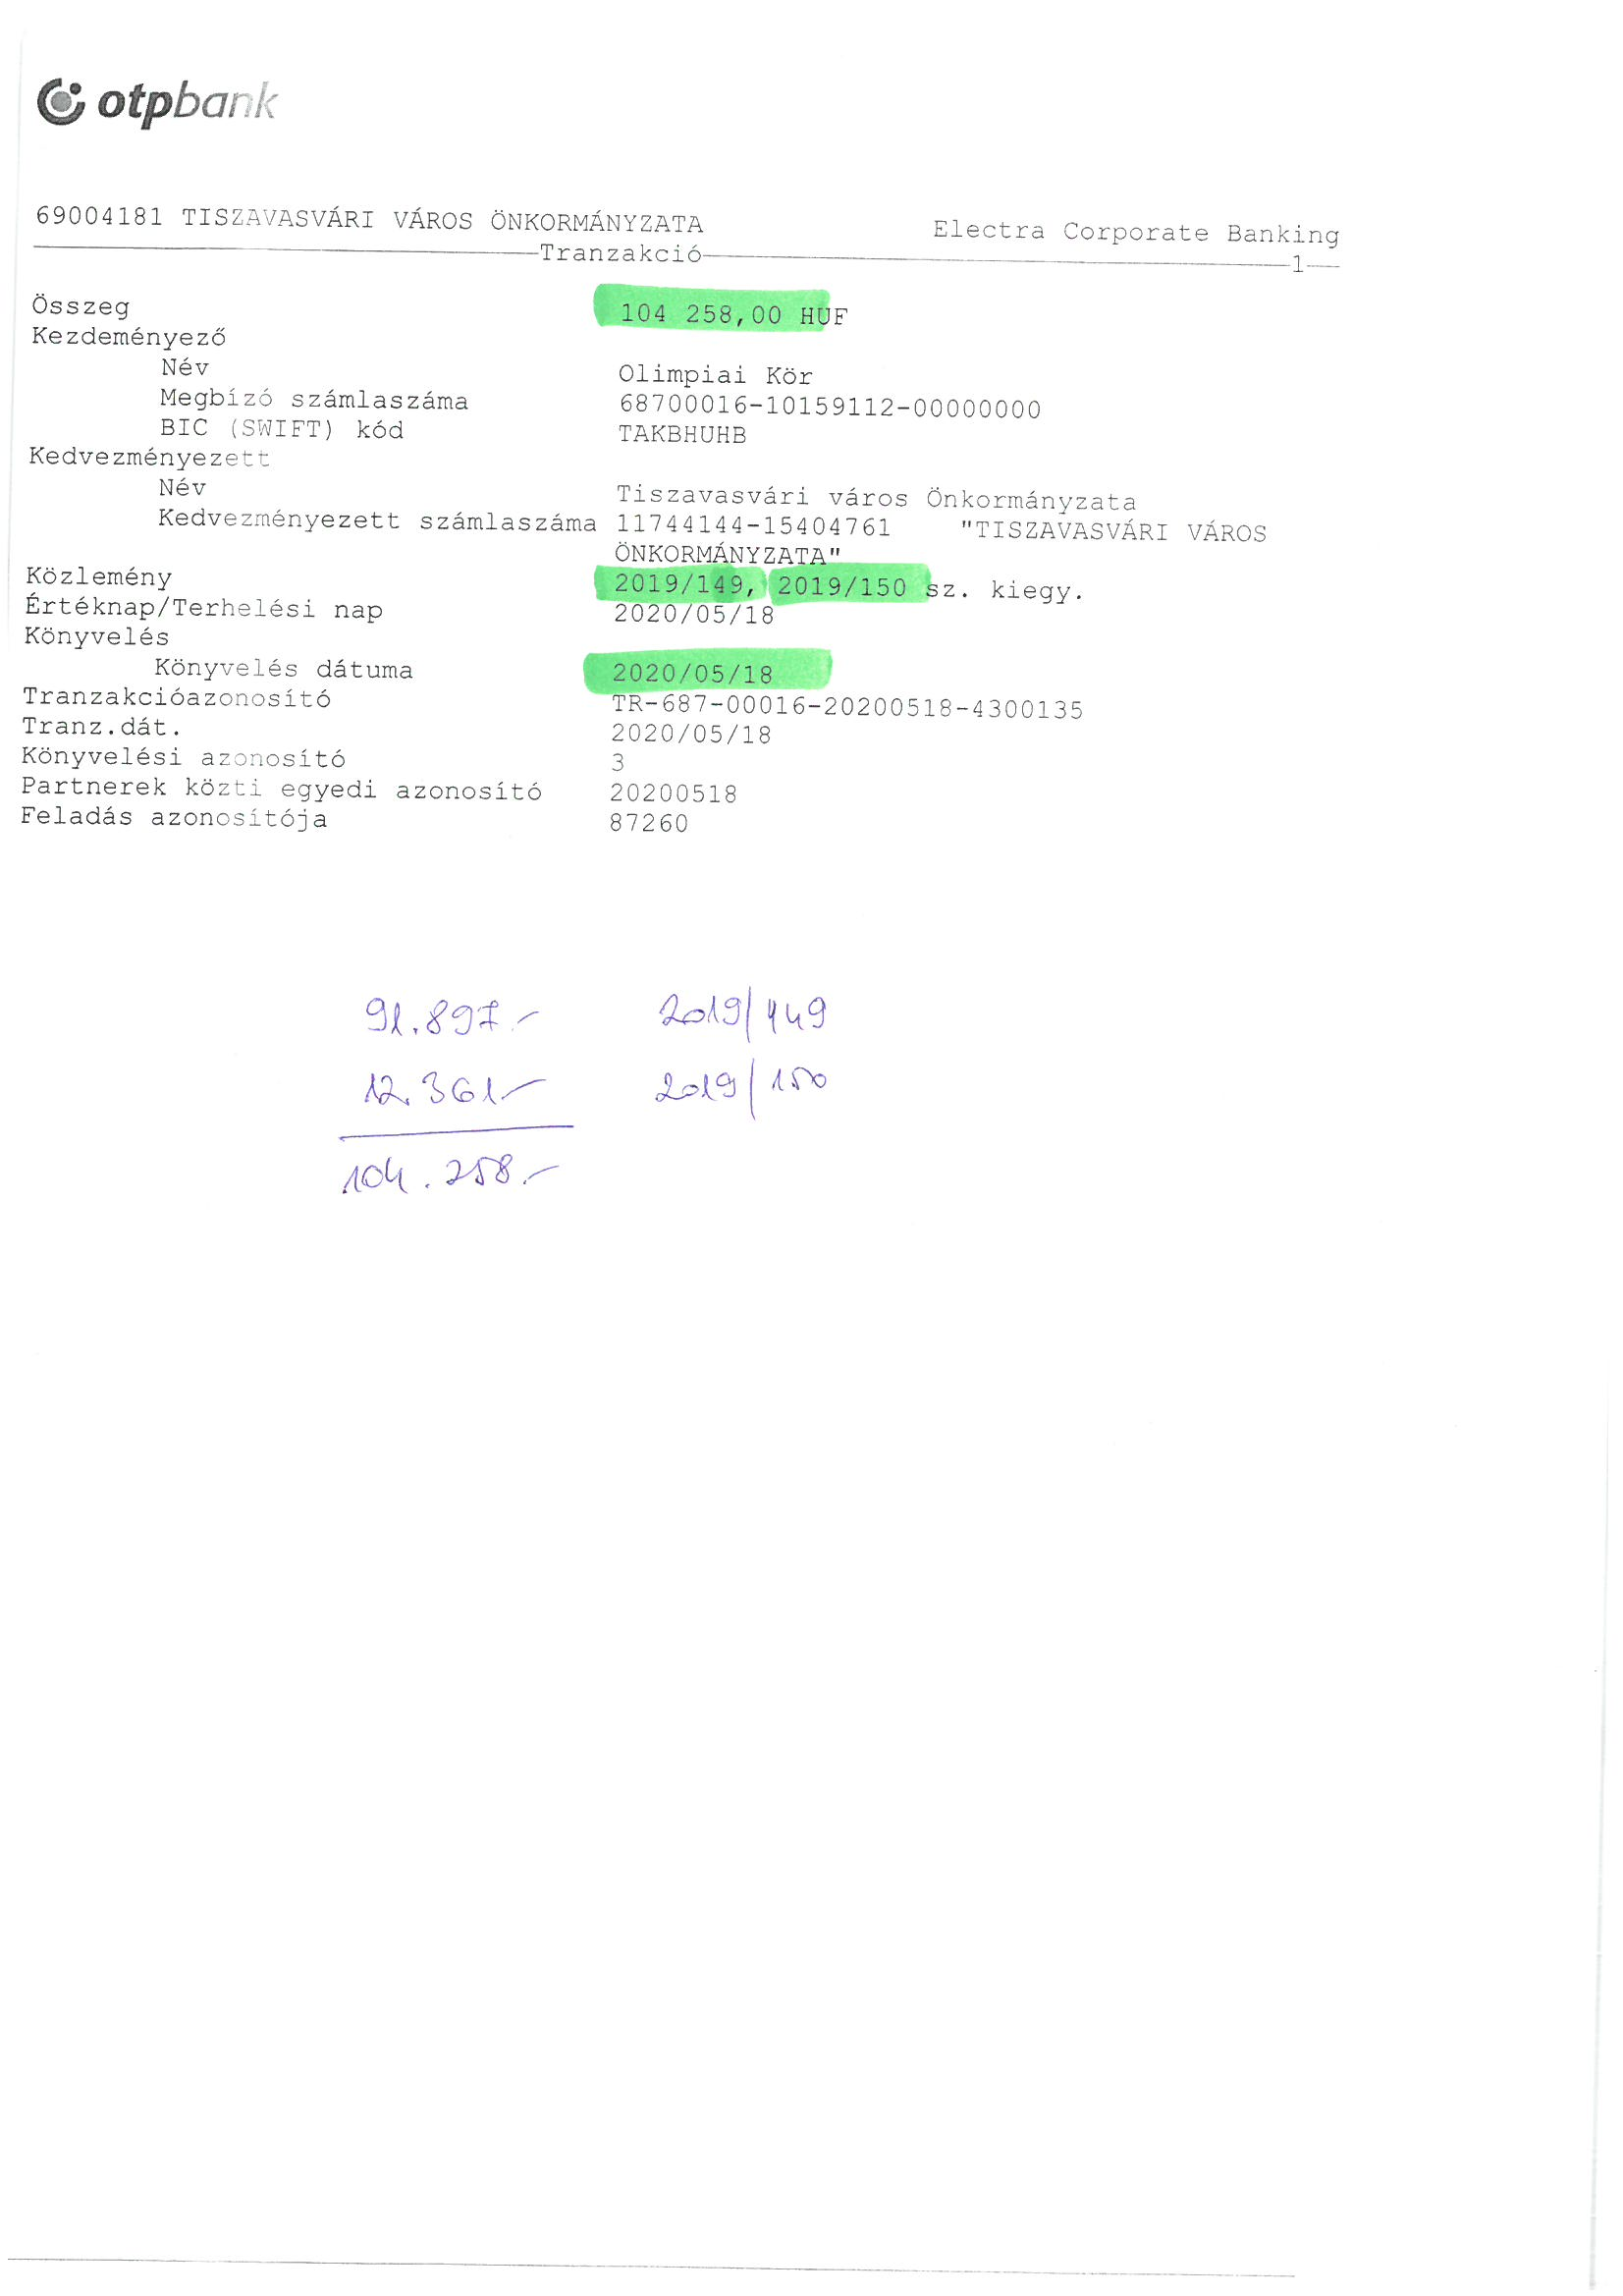 otpbank
69004181 TISZAVASVÁRI VÁROS ÖNKORMÁNYZATA Electra Corporate Banking
Tranzakció 1
Összeg 104 258,00 HUF
Kezdeményező
Név Olimpiai Kör
Megbízó számlaszáma 68700016-10159112-00000000
BIC (SWIFT) kód TAKBHUHB
Kedvezményezett
Név Tiszavasvári város Önkormányzata
Kedvezményezett számlaszáma 11744144-15404761 "TISZAVASVÁRI VÁROS
ÖNKORMÁNYZATA"
Közlemény 2019/149, 2019/150 sz. kiegy.
Értéknap/Terhelési nap 2020/05/18
Könyvelés
Könyvelés dátuma 2020/05/18
Tranzakcióazonosító TR-687-00016-20200518-4300135
Tranz.dát. 2020/05/18
Könyvelési azonosító 3
Partnerek közti egyedi azonosító 20200518
Feladás azonosítója 87260
91.897.- 2019/149
12.361- 2019/150
104.258.-